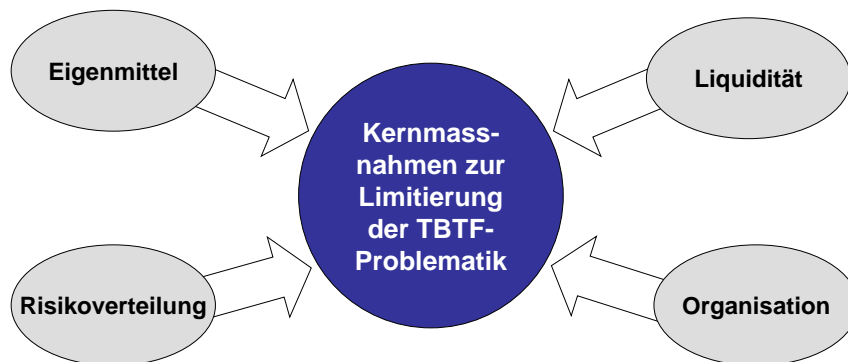 Eigenmittel
Liquidität
Kernmass-
nahmen zur
Limitierung
der TBTF-
Problematik
Risikoverteilung
Organisation